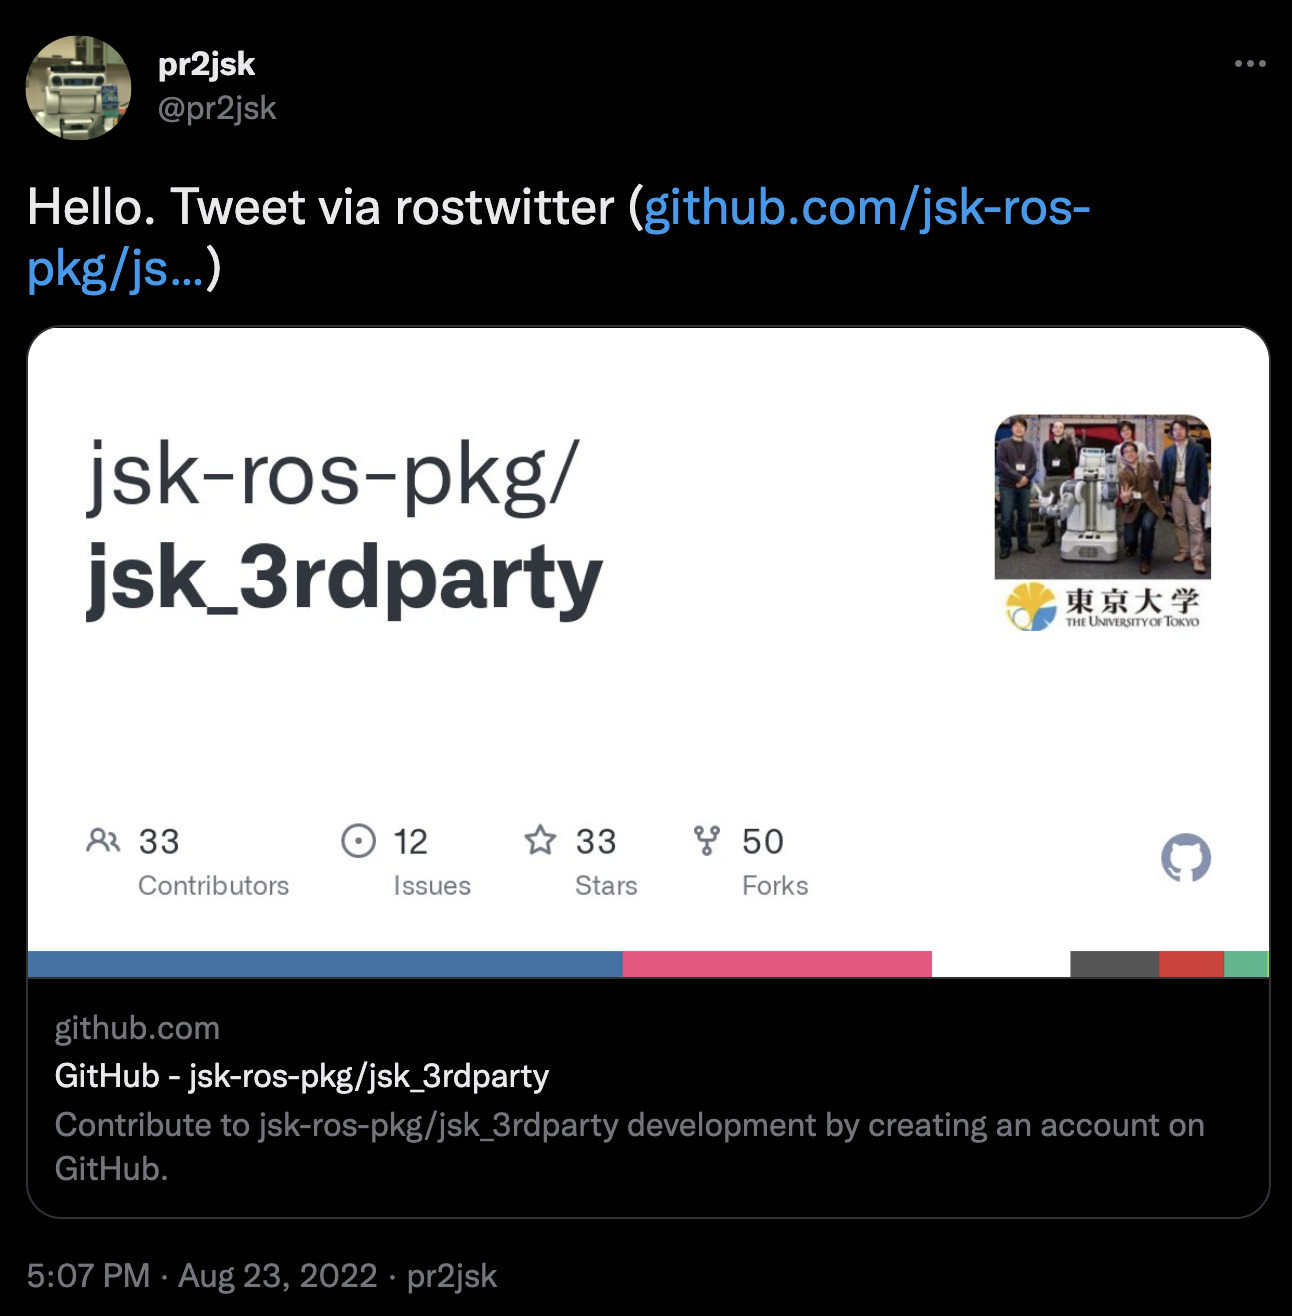 pr2jsk
@pr2jsk
Hello. Tweet via rostwitter (github.com/jsk-ros-
pkg/js...)
jsk-ros-pkg/
jsk_3rdparty
東京大学
THE UNIVERSITY OF TOKYO
33
Contributors
12
Issues
33
Stars
50
Forks
github.com
GitHub - jsk-ros-pkg/jsk_3rdparty
Contribute to jsk-ros-pkg/jsk_3rdparty development by creating an account on
GitHub.
5:07 PM · Aug 23, 2022 · pr2jsk